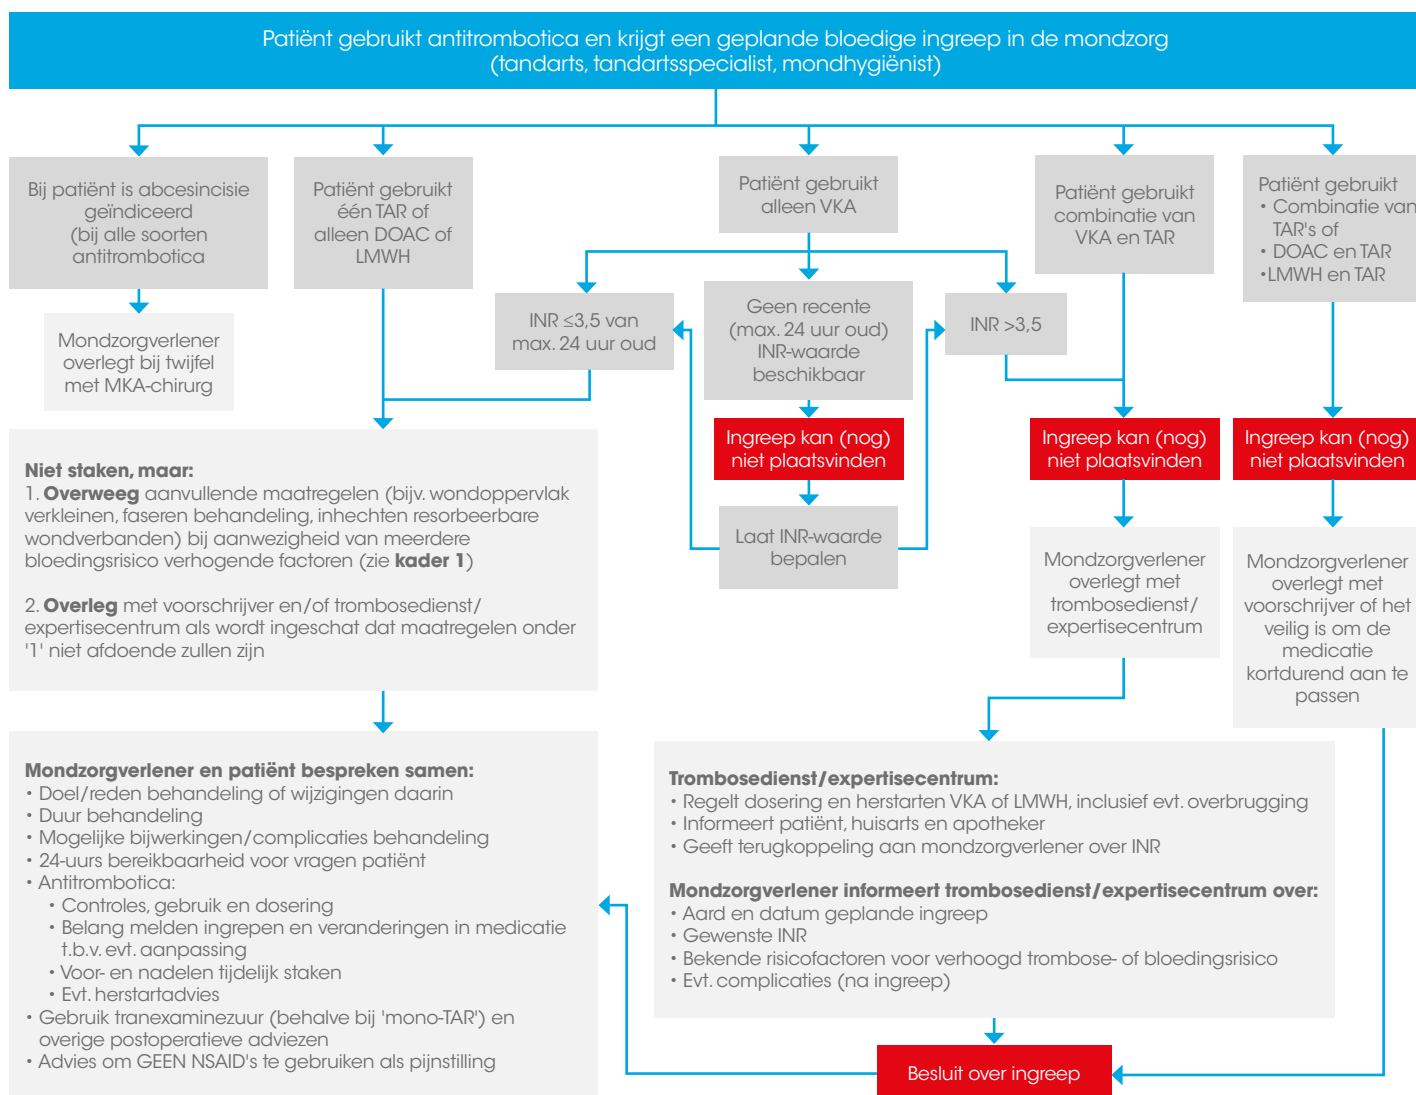 Patiënt gebruikt antitrombotica en krijgt een geplande bloedige ingreep in de mondzorg
(tandarts, tandartsspecialist, mondhygiënist)
Bij patiënt is abcesincisie
geïndiceerd
(bij alle soorten
antitrombotica
Patiënt gebruikt
één TAR of
alleen DOAC of
LMWH
Patiënt gebruikt
alleen VKA
Patiënt gebruikt
combinatie van
VKA en TAR
Patiënt gebruikt
• Combinatie van
TAR's of
• DOAC en TAR
•LMWH en TAR
Mondzorgverlener
overlegt bij twijfel
met MKA-chirurg
INR ≤3,5 van
max. 24 uur oud
Geen recente
(max. 24 uur oud)
INR-waarde
beschikbaar
INR >3,5
Ingreep kan (nog)
niet plaatsvinden
Ingreep kan (nog)
niet plaatsvinden
Ingreep kan (nog)
niet plaatsvinden
Niet staken, maar:
1. Overweeg aanvullende maatregelen (bijv. wondoppervlak
verkleinen, faseren behandeling, inhechten resorbeerbare
wondverbanden) bij aanwezigheid van meerdere
bloedingsrisico verhogende factoren (zie kader 1)
2. Overleg met voorschrijver en/of trombosedienst/
expertisecentrum als wordt ingeschat dat maatregelen onder
'1' niet afdoende zullen zijn
Laat INR-waarde
bepalen
Mondzorgverlener
overlegt met
trombosedienst/
expertisecentrum
Mondzorgverlener
overlegt met
voorschrijver of het
veilig is om de
medicatie
kortdurend aan te
passen
Mondzorgverlener en patiënt bespreken samen:
• Doel/reden behandeling of wijzigingen daarin
• Duur behandeling
• Mogelijke bijwerkingen/complicaties behandeling
• 24-uurs bereikbaarheid voor vragen patiënt
• Antitrombotica:
• Controles, gebruik en dosering
• Belang melden ingrepen en veranderingen in medicatie
t.b.v. evt. aanpassing
• Voor- en nadelen tijdelijk staken
• Evt. herstartadvies
• Gebruik tranexaminezuur (behalve bij 'mono-TAR') en
overige postoperatieve adviezen
• Advies om GEEN NSAID's te gebruiken als pijnstilling
Trombosedienst/expertisecentrum:
• Regelt dosering en herstarten VKA of LMWH, inclusief evt. overbrugging
• Informeert patiënt, huisarts en apotheker
• Geeft terugkoppeling aan mondzorgverlener over INR
Mondzorgverlener informeert trombosedienst/expertisecentrum over:
• Aard en datum geplande ingreep
• Gewenste INR
• Bekende risicofactoren voor verhoogd trombose- of bloedingsrisico
• Evt. complicaties (na ingreep)
Besluit over ingreep